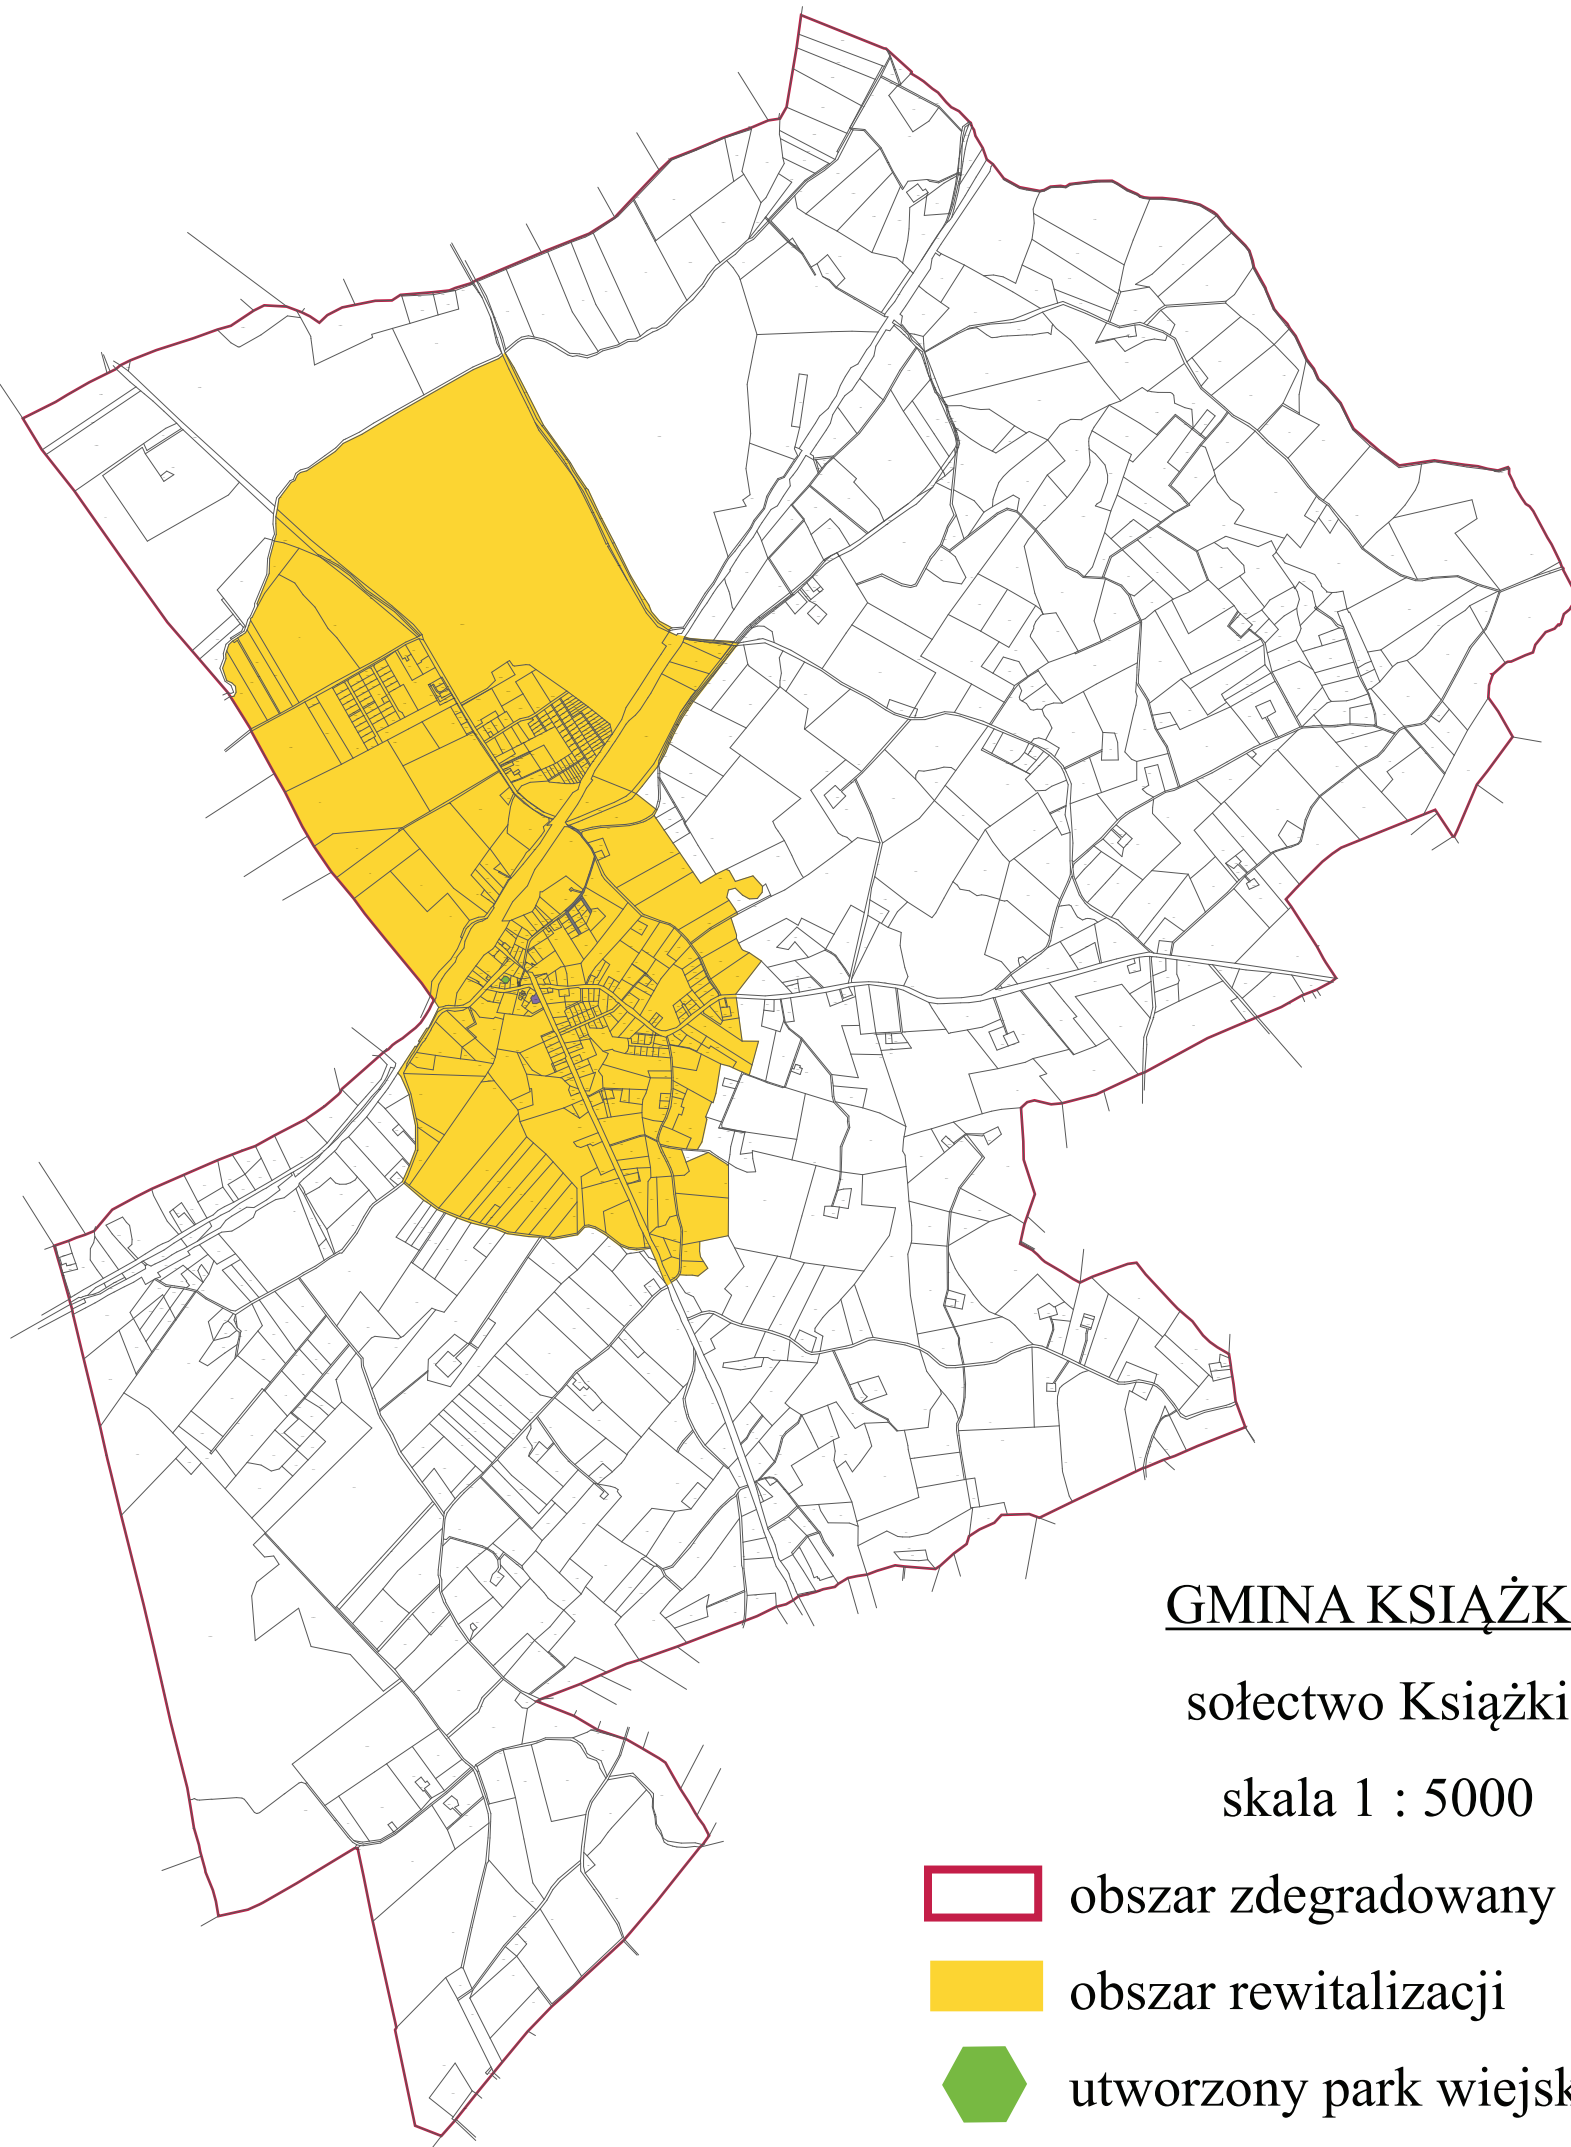 GMINA KSIĄŻK
sołectwo Książki
skala 1 : 5000
obszar zdegradowany
obszar rewitalizacji
utworzony park wiejsk